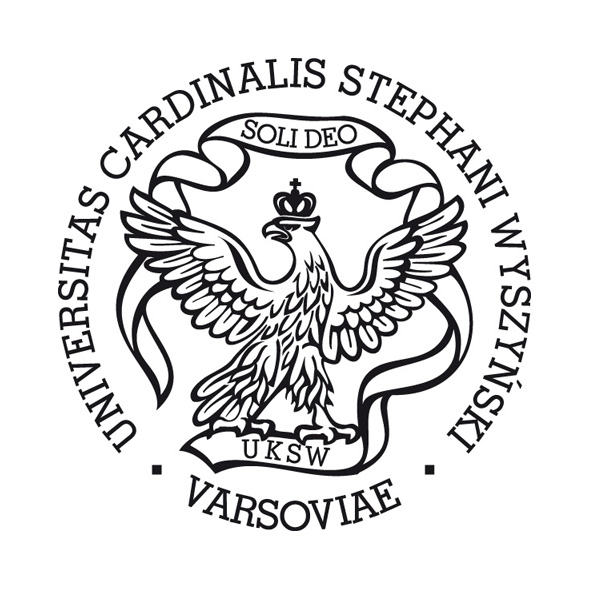 UNIVERSITAS CARDINALIS STEPHANI WYSZYŃSKI
SOLI DEO
UKSW
VARSOVIAE